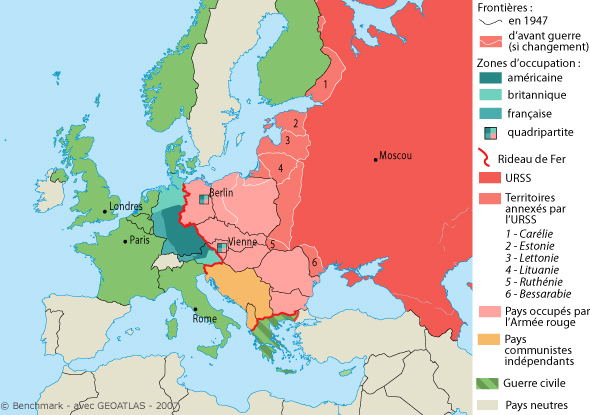 Frontières :
en 1947
d'avant guerre
(si changement)
Zones d'occupation :
américaine
britannique
française
quadripartite
Rideau de Fer
URSS
Territoires
annexés par
l'URSS
1 - Carélie
2 - Estonie
3 - Lettonie
4 - Lituanie
5 - Ruthénie
6 - Bessarabie
Pays occupés par
l'Armée rouge
Pays
communistes
indépendants
Guerre civile
Pays neutres
1
2
3
4
5
6
Moscou
Berlin
Londres
Paris
Vienne
Rome
© Benchmark - avec GEOATLAS - 2007